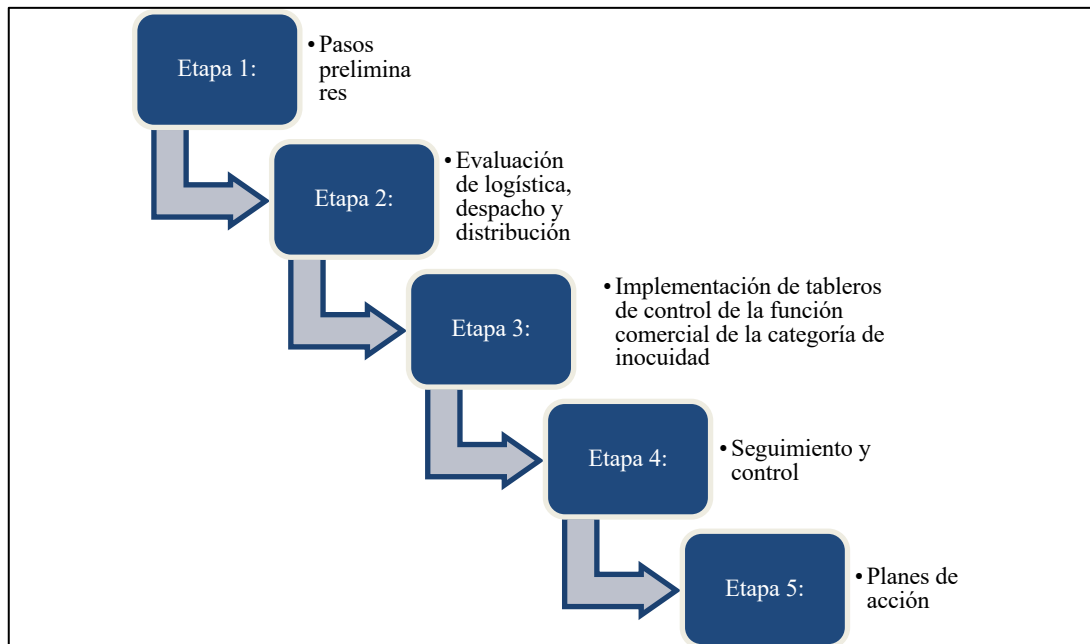 Etapa 1:
• Pasos
prelimina
res
Etapa 2:
• Evaluación
de logística,
despacho y
distribución
Etapa 3:
• Implementación de tableros
de control de la función
comercial de la categoría de
inocuidad
Etapa 4:
• Seguimiento y
control
Etapa 5:
• Planes de
acción